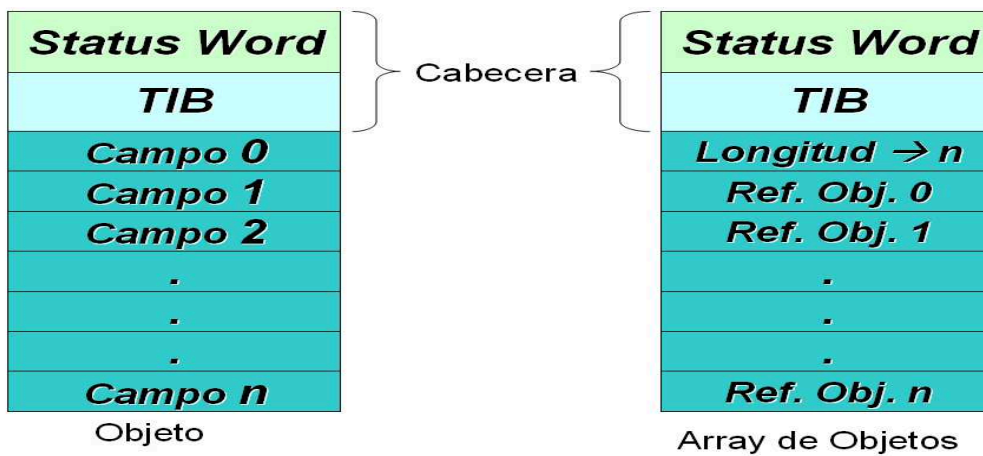 Status Word
TIB
Campo 0
Campo 1
Campo 2
.
.
.
Campo n
Objeto
Cabecera
Status Word
TIB
Longitud → n
Ref. Obj. 0
Ref. Obj. 1
.
.
.
Ref. Obj. n
Array de Objetos